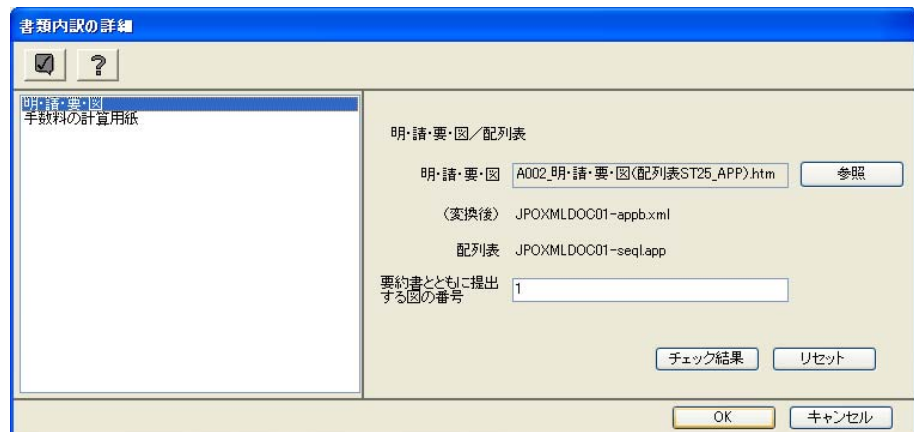 書類内訳の詳細
?
明・請・要・図
手数料の計算用紙
明・請・要・図／配列表
明・請・要・図 A002_明・請・要・図(配列表ST25_APP).htm 参照
(変換後) JPOXMLDOC01-appb.xml
配列表 JPOXMLDOC01-seql.app
要約書とともに提出
する図の番号 1
チェック結果 リセット
OK キャンセル